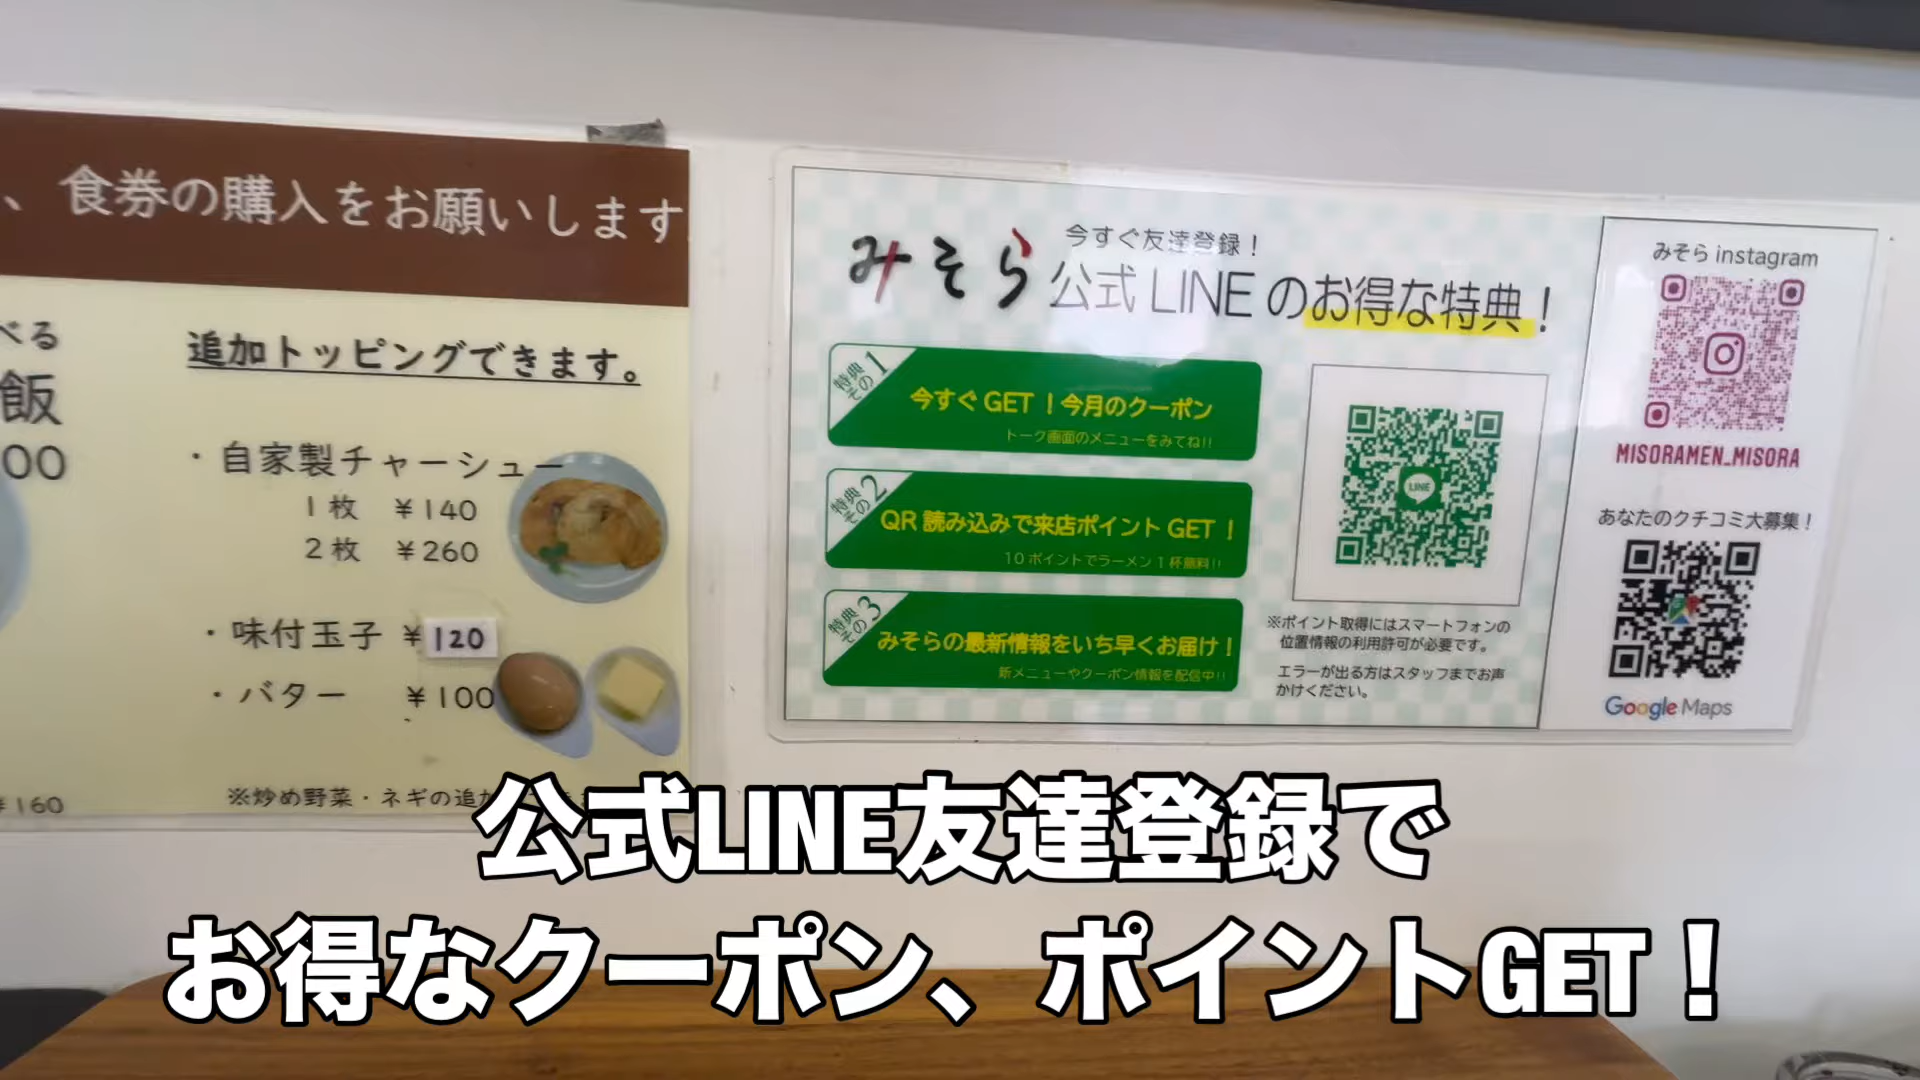 、食券の購入をお願いします
べる
飯
00
¥160
追加トッピングできます。
・自家製チャーシュー
1枚 ¥140
2枚 ¥260
・味付玉子 ¥120
・バター ¥100
※炒め野菜・ネギの追加
みそら
今すぐ友達登録!
公式LINEのお得な特典!
特典その1
今すぐGET!今月のクーポン
トーク画面のメニューをみてね!!
特典その2
QR読み込みで来店ポイントGET!
10ポイントでラーメン1杯無料!!
特典その3
みそらの最新情報をいち早くお届け!
新メニューやクーポン情報を配信中!!
LINE
※ポイント取得にはスマートフォンの
位置情報の利用許可が必要です。
エラーが出る方はスタッフまでお声
かけください。
みそら instagram
MISORAMEN_MISORA
あなたのクチコミ大募集!
Google Maps
公式LINE友達登録で
お得なクーポン、ポイントGET!